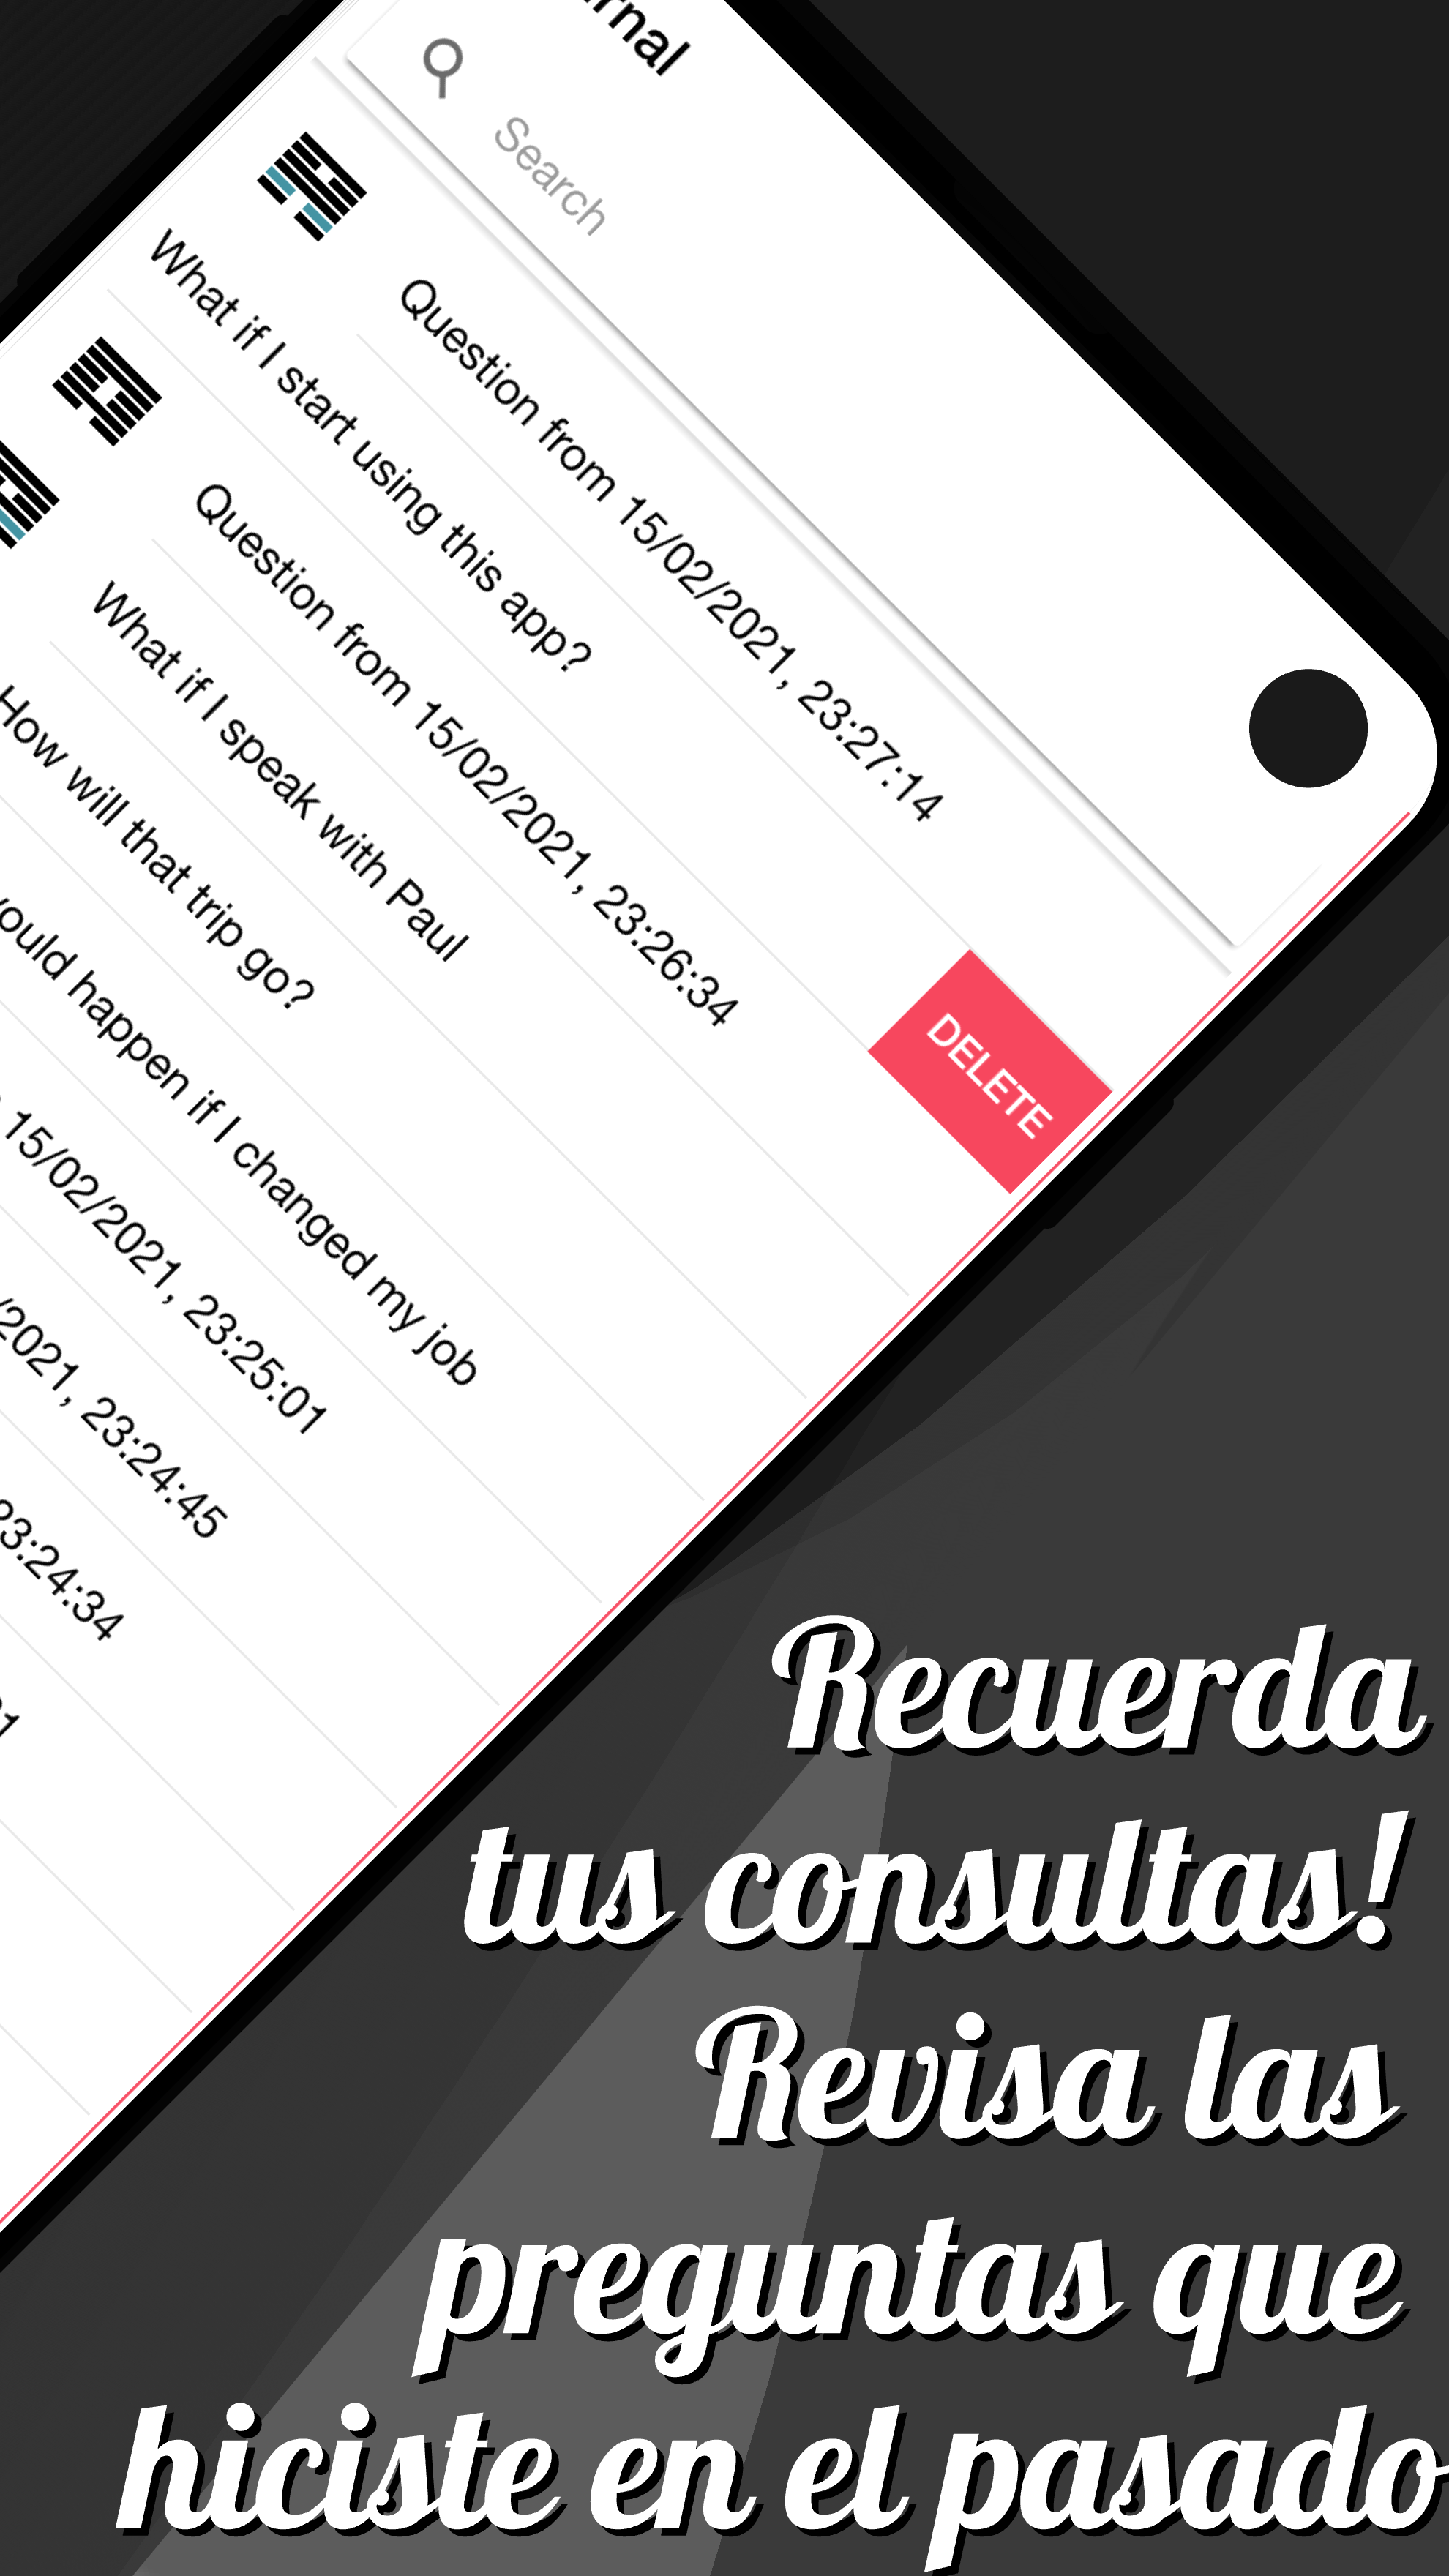 rnal
Search
Question from 15/02/2021, 23:27:14
What if I start using this app?
DELETE
Question from 15/02/2021, 23:26:34
What if I speak with Paul
How will that trip go?
ould happen if I changed my job
15/02/2021, 23:25:01
/2021, 23:24:45
23:24:34
Recuerda
tus consultas!
Revisa las
preguntas que
hiciste en el pasado